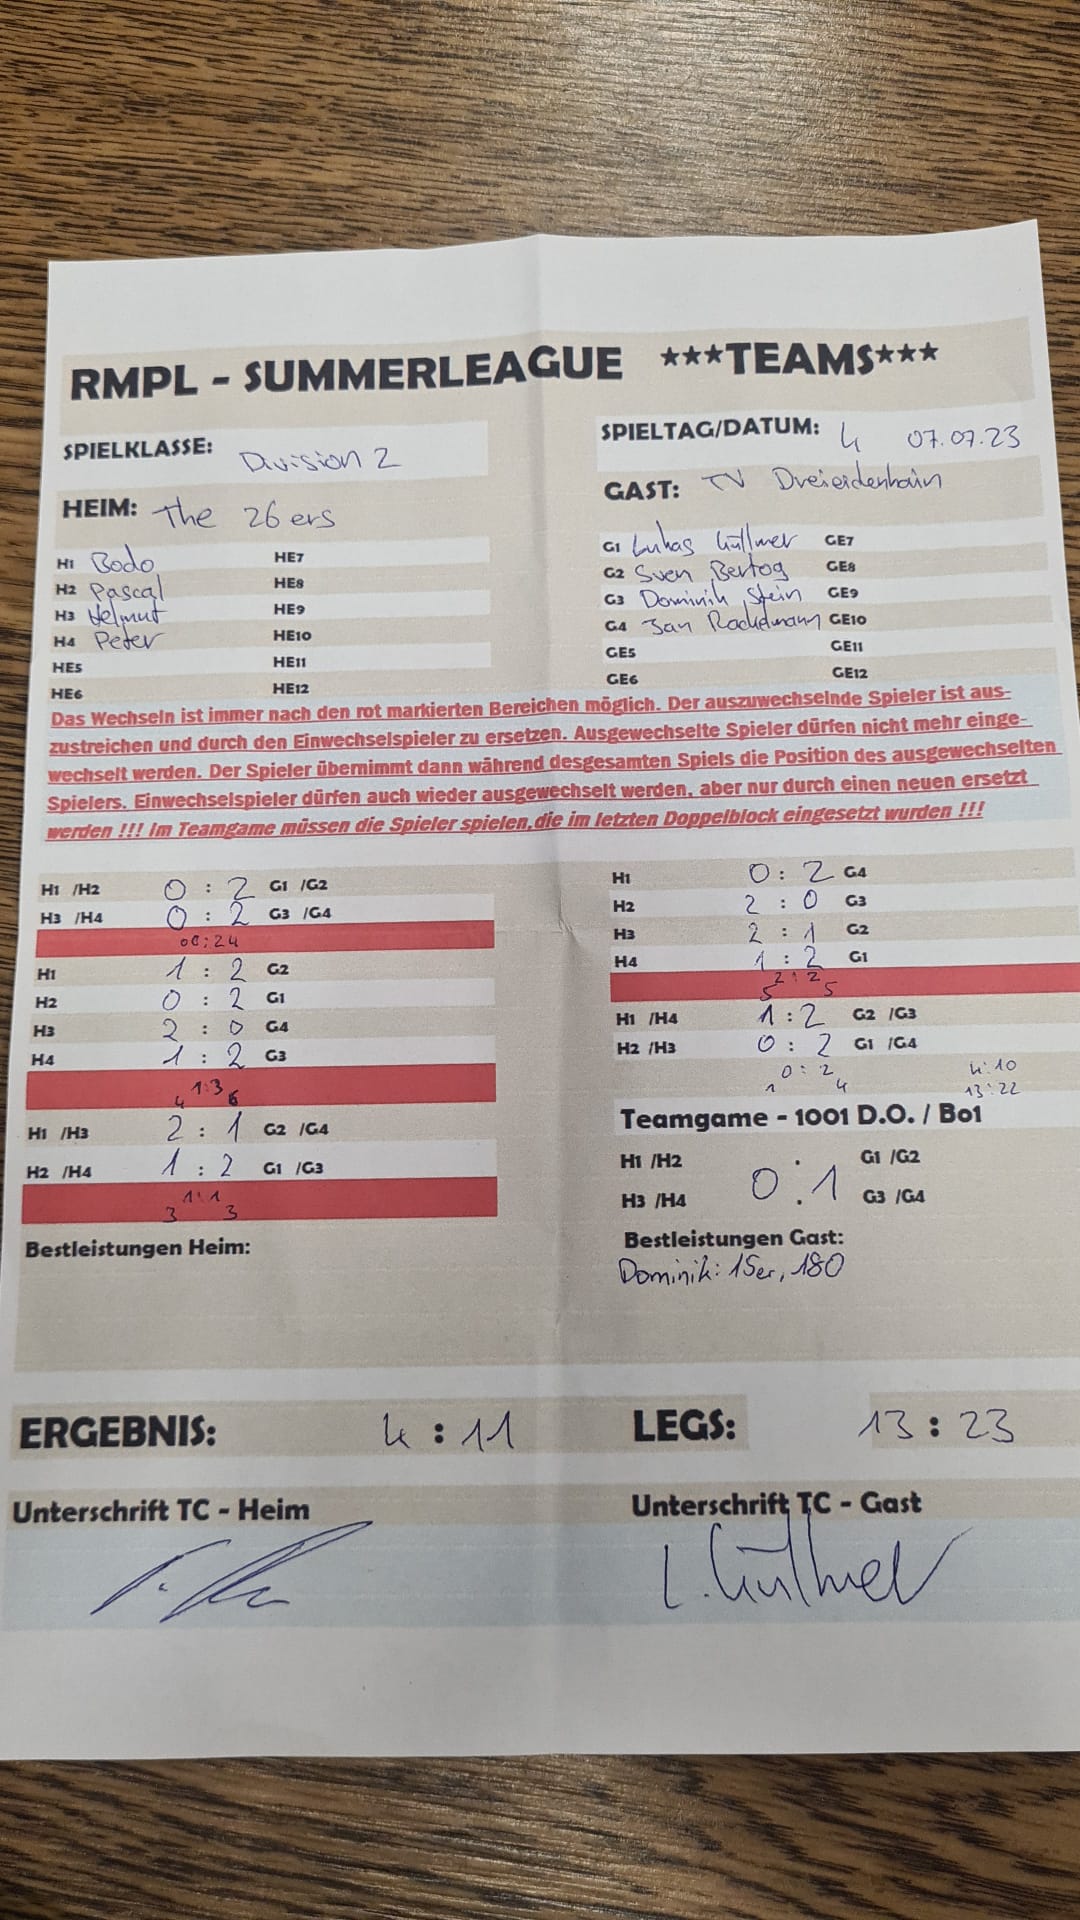 RMPL - SUMMERLEAGUE ***TEAMS***
SPIELKLASSE: Division 2
SPIELTAG/DATUM: 4 07.07.23
HEIM: The 26ers
GAST: TV Dreieidenhain
H1 Bodo HE7
H2 Pascal HE8
H3 Helmut HE9
H4 Peter HE10
HE5 HE11
HE6 HE12
G1 Lukas Güllmer GE7
G2 Sven Bertog GE8
G3 Dominik Stein GE9
G4 Jan Rockelmann GE10
GE5 GE11
GE6 GE12
Das Wechseln ist immer nach den rot markierten Bereichen möglich. Der auszuwechselnde Spieler ist aus-
zustreichen und durch den Einwechselspieler zu ersetzen. Ausgewechselte Spieler dürfen nicht mehr einge-
wechselt werden. Der Spieler übernimmt dann während desgesamten Spiels die Position des ausgewechselten
Spielers. Einwechselspieler dürfen auch wieder ausgewechselt werden, aber nur durch einen neuen ersetzt
werden !!! Im Teamgame müssen die Spieler spielen,die im letzten Doppelblock eingesetzt wurden !!!
H1 /H2 0 : 2 G1 /G2
H3 /H4 0 : 2 G3 /G4
H1 1 : 2 G2
H2 0 : 2 G1
H3 2 : 0 G4
H4 1 : 2 G3
1:3
4 6
H1 /H3 2 : 1 G2 /G4
H2 /H4 1 : 2 G1 /G3
1:1
3 3
Bestleistungen Heim:
H1 0 : 2 G4
H2 2 : 0 G3
H3 2 : 1 G2
H4 1 : 2 G1
2:2
5 5
H1 /H4 1 : 2 G2 /G3
H2 /H3 0 : 2 G1 /G4
0 : 2 4:10
1 4 13:22
Teamgame - 1001 D.O. / Bo1
H1 /H2 G1 /G2
0 : 1
H3 /H4 G3 /G4
Bestleistungen Gast:
Dominik: 15er, 180
ERGEBNIS: 4 : 11
LEGS: 13 : 23
Unterschrift TC - Heim
Unterschrift TC - Gast
L. Güllmer